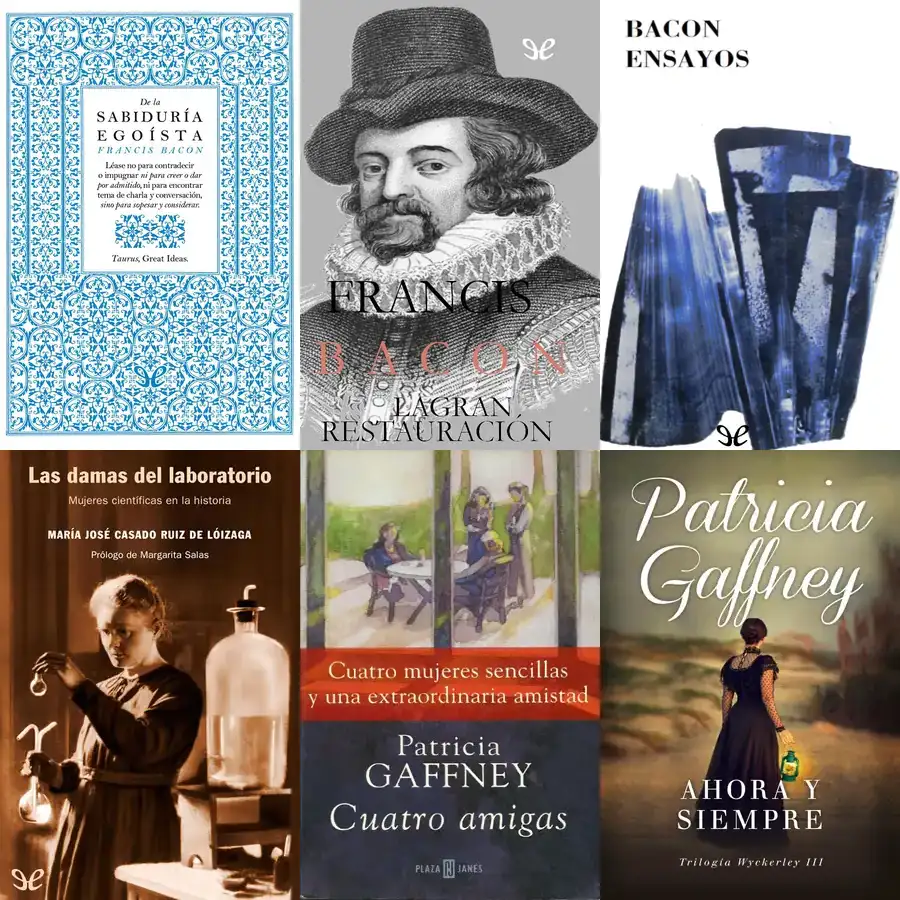 De la
SABIDURÍA
EGOÍSTA
FRANCIS BACON
Léase no para contradecir
o impugnar ni para creer o dar
por admitido, ni para encontrar
tema de charla y conversación,
sino para sopesar y considerar.
Taurus, Great Ideas.
FRANCIS
BACON
LA GRAN
RESTAURACIÓN
BACON
ENSAYOS
Las damas del laboratorio
Mujeres científicas en la historia
MARÍA JOSÉ CASADO RUIZ DE LÓIZAGA
Prólogo de Margarita Salas
Cuatro mujeres sencillas
y una extraordinaria amistad
Patricia
GAFFNEY
Cuatro amigas
PLAZA JANES
Patricia
Gaffney
AHORA Y
SIEMPRE
Trilogía Wyckerley III